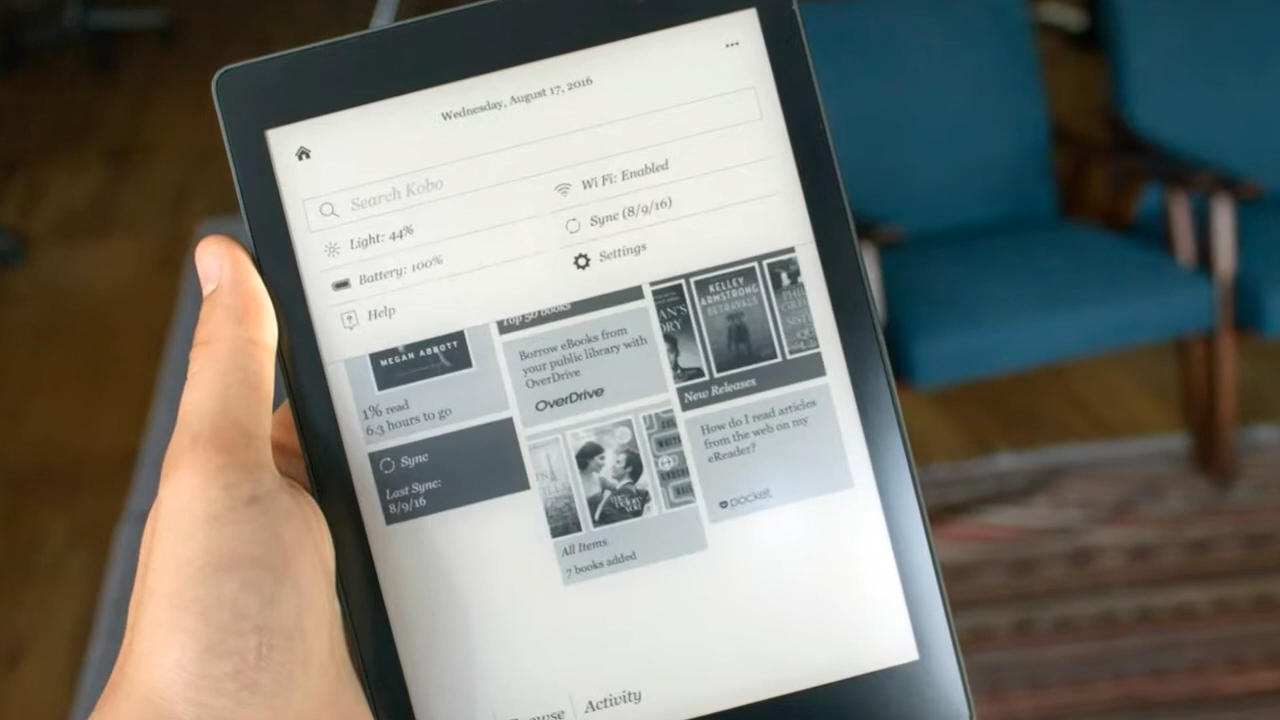 Wednesday, August 17, 2016
Search Kobo
Light: 44%
Wi Fi: Enabled
Battery: 100%
Sync (8/9/16)
Help
Settings
MEGAN ABBOTT
1% read
6.3 hours to go
Top 50 books
Borrow eBooks from
your public library with
OverDrive
OverDrive
KELLEY
ARMSTRONG
BETRAYALS
New Releases
Sync
Last Sync:
8/9/16
me before
you
All Items
7 books added
How do I read articles
from the web on my
eReader?
pocket
Activity